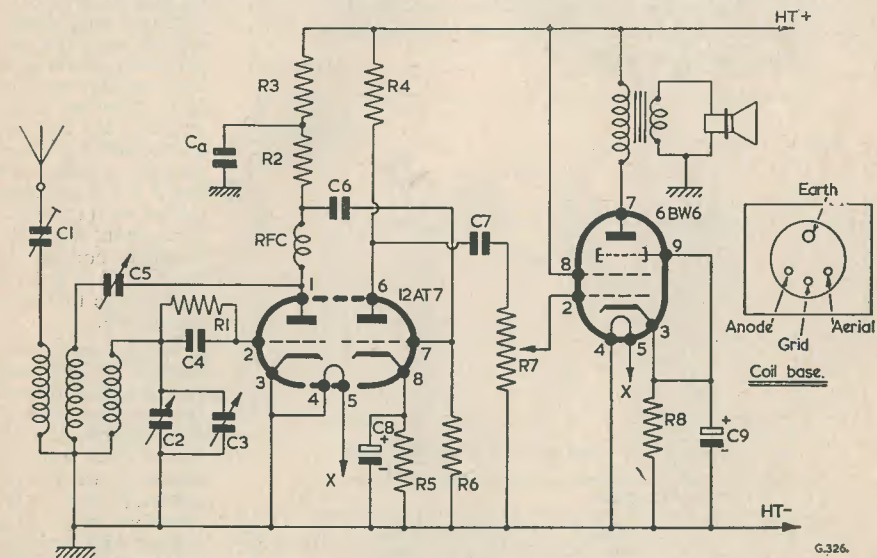 HT+
R3
R4
Ca
R2
C6
C7
RFC
C1
C5
R1
C4
1
6
12AT7
2
7
3
4
5
8
C2
C3
C8
+
-
X
R5
R6
R7
7
6BW6
9
8
2
3
4
5
X
R8
+
-
C9
Earth
Anode
Grid
Aerial
Coil base.
HT-
G.326.